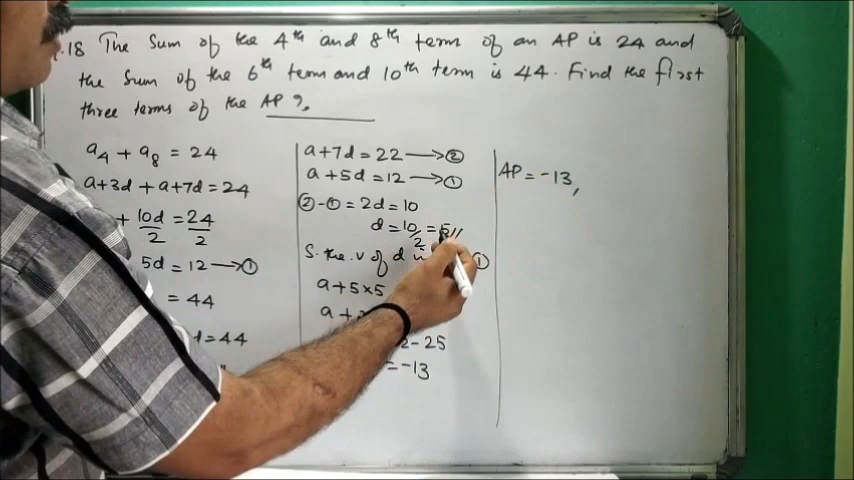 .18 The Sum of the 4th and 8th term of an AP is 24 and
the Sum of the 6th term and 10th term is 44. Find the first
three terms of the AP ?.
a4 + a8 = 24
a+3d + a+7d = 24
+ 10d/2 = 24/2
5d = 12 → ①
= 44
d = 44
a+7d = 22 → ②
a+5d = 12 → ①
② - ① = 2d = 10
d = 10/2 = 5//
S. the. v of d in ①
a + 5×5
a +
2 - 25
= -13
AP = -13,